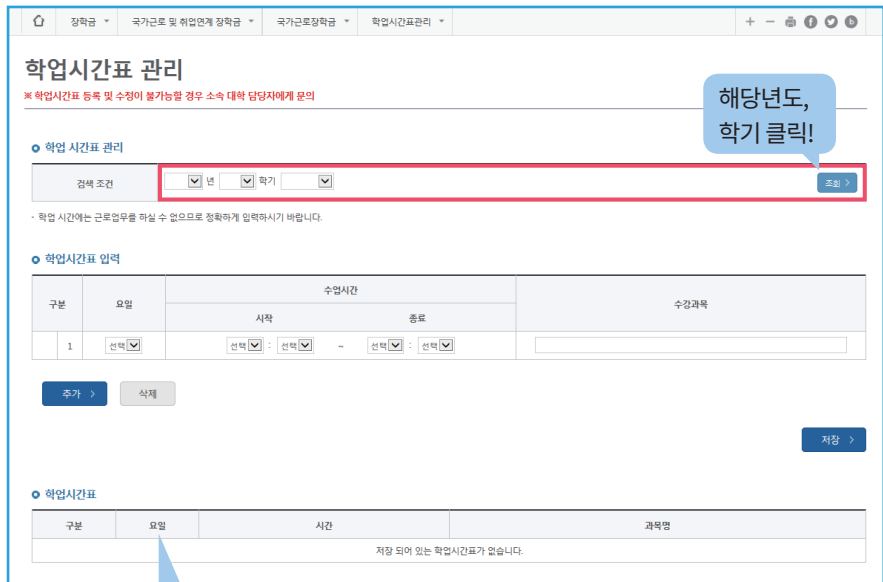 장학금 국가근로 및 취업연계 장학금 국가근로장학금 학업시간표관리
학업시간표 관리
※ 학업시간표 등록 및 수정이 불가능할 경우 소속 대학 담당자에게 문의
해당년도,
학기 클릭!
학업 시간표 관리
검색 조건 년 학기 조회 >
- 학업 시간에는 근로업무를 하실 수 없으므로 정확하게 입력하시기 바랍니다.
학업시간표 입력
구분 요일 수업시간 수강과목
시작 종료
1 선택 선택 : 선택 ~ 선택 : 선택
추가 > 삭제
저장 >
학업시간표
구분 요일 시간 과목명
저장 되어 있는 학업시간표가 없습니다.